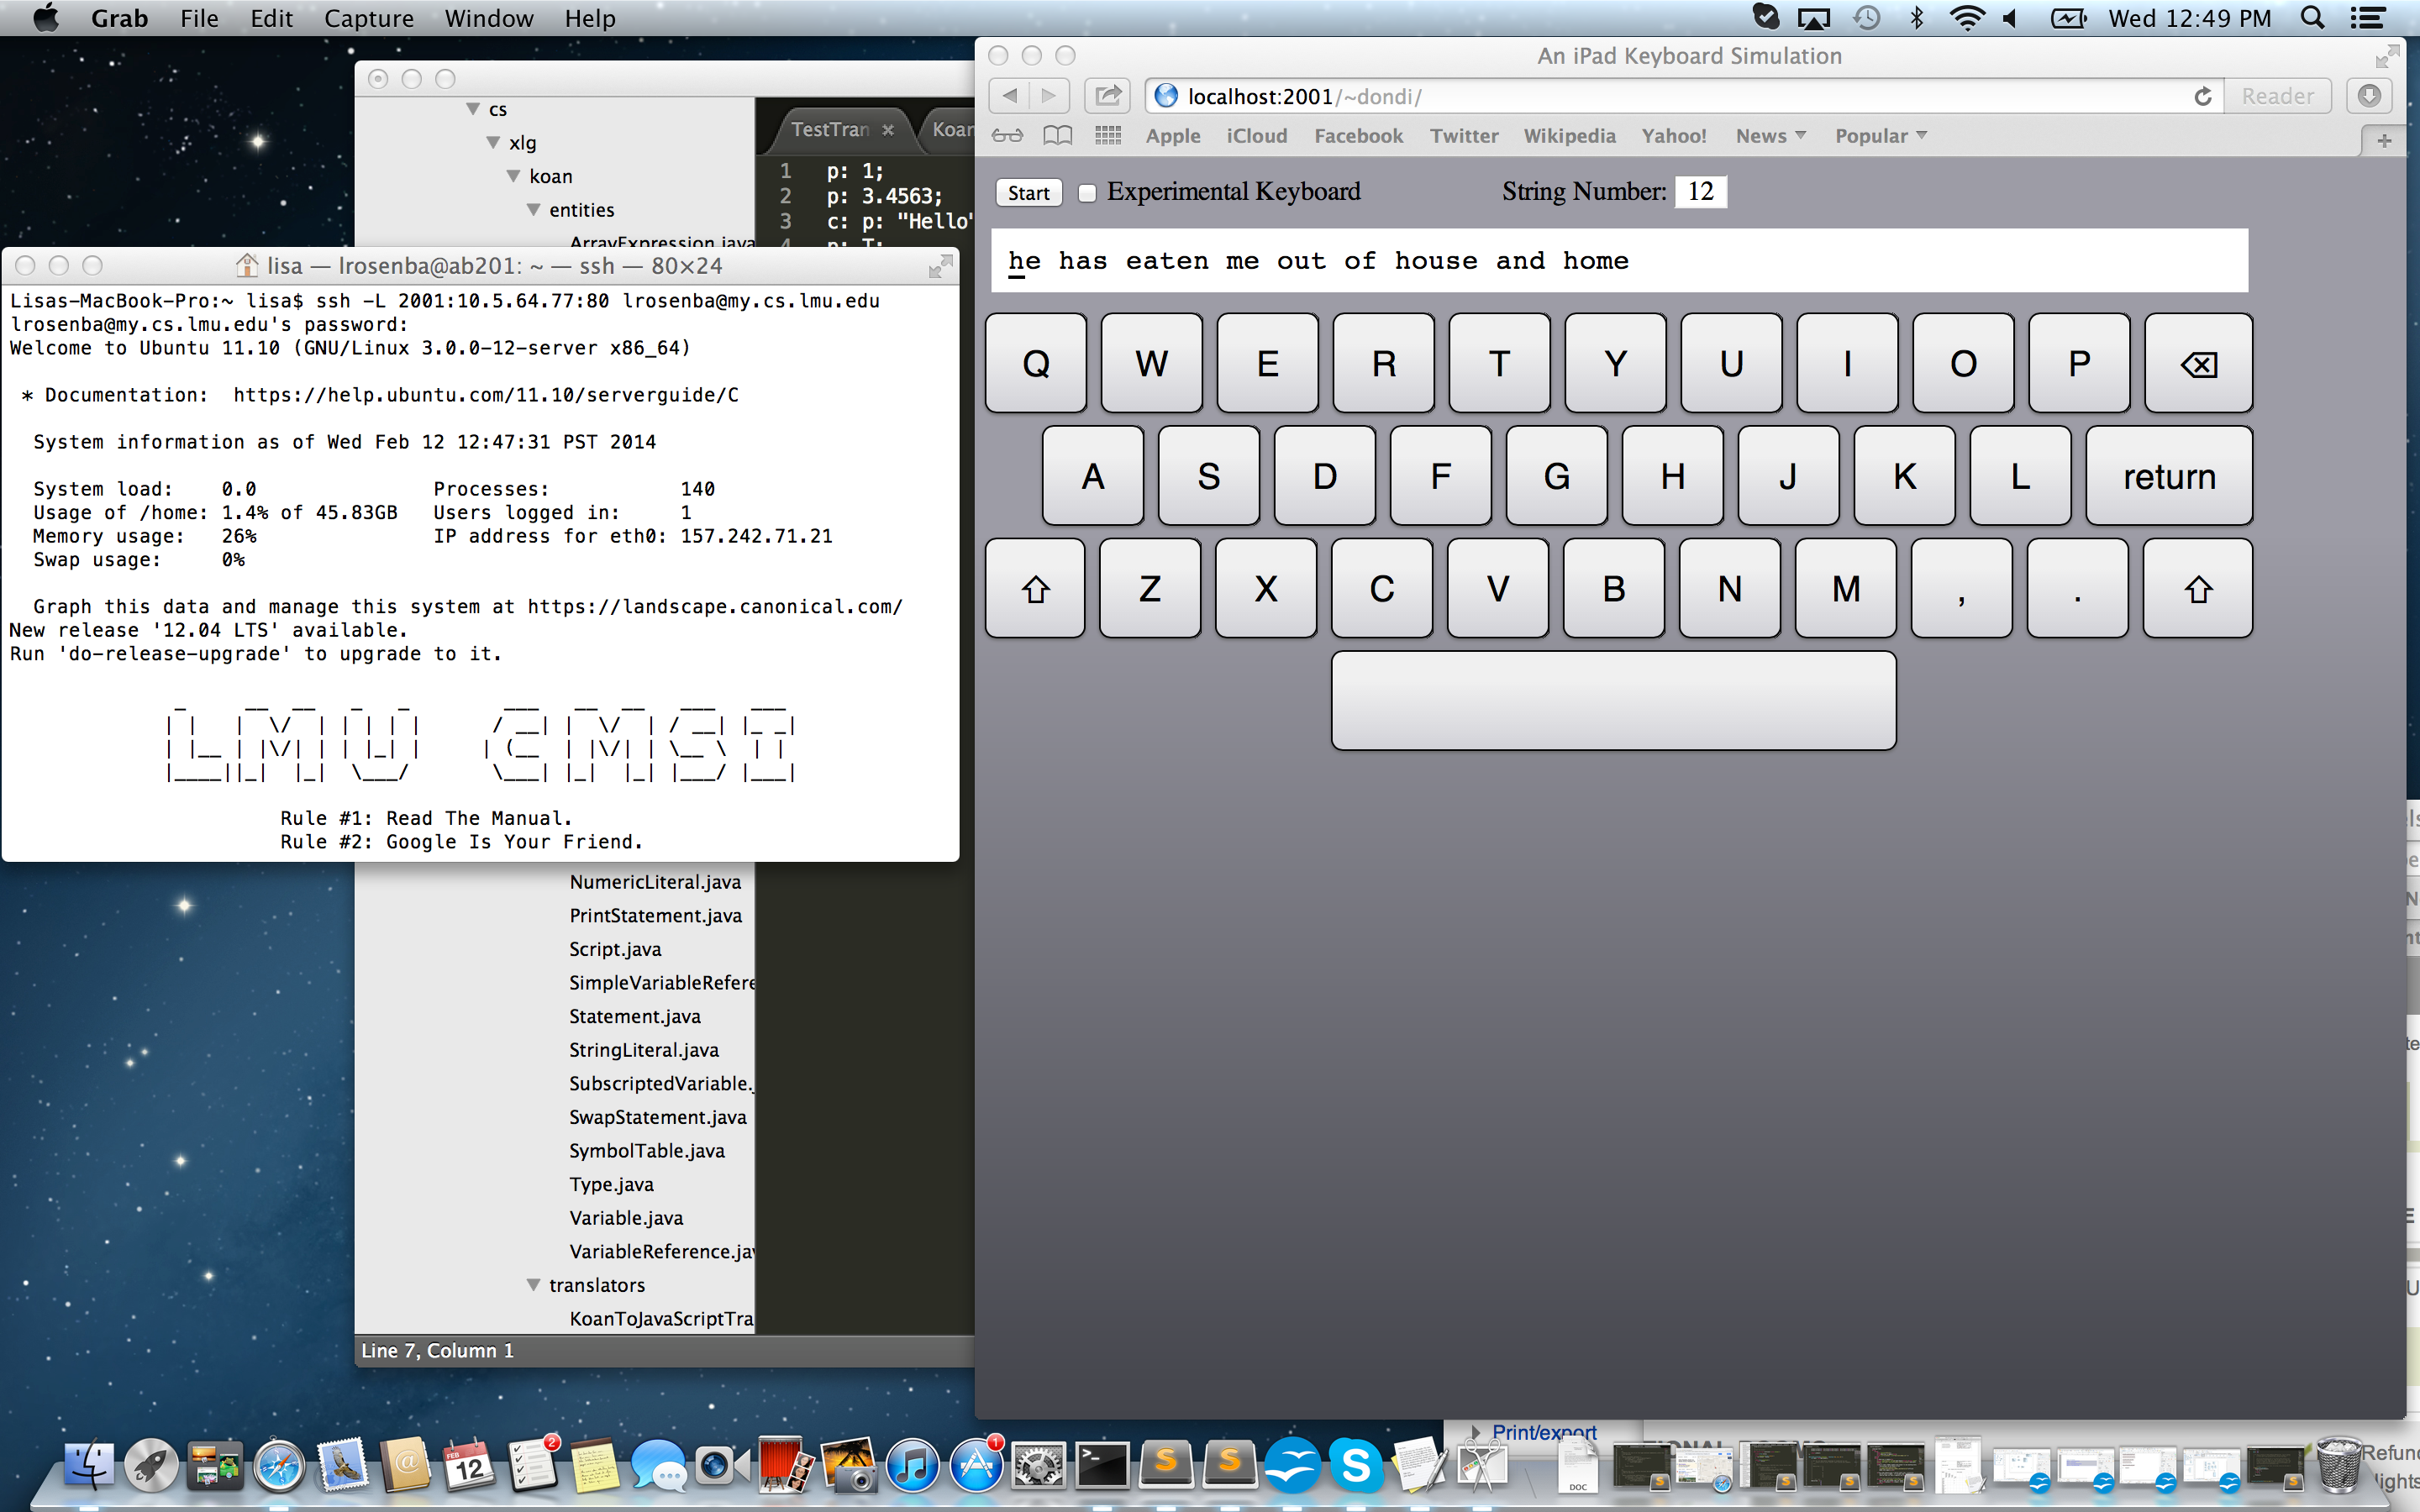 Grab File Edit Capture Window Help Wed 12:49 PM
An iPad Keyboard Simulation
localhost:2001/~dondi/ Reader
Apple iCloud Facebook Twitter Wikipedia Yahoo! News Popular
Start Experimental Keyboard String Number: 12
he has eaten me out of house and home
Q W E R T Y U I O P
A S D F G H J K L return
Z X C V B N M , .
cs
xlg
koan
entities
ArrayExpression.java
TestTran Koan
1 p: 1;
2 p: 3.4563;
3 c: p: "Hello"
4 p: T;
lisa — lrosenba@ab201: ~ — ssh — 80×24
Lisas-MacBook-Pro:~ lisa$ ssh -L 2001:10.5.64.77:80 lrosenba@my.cs.lmu.edu
lrosenba@my.cs.lmu.edu's password:
Welcome to Ubuntu 11.10 (GNU/Linux 3.0.0-12-server x86_64)
* Documentation: https://help.ubuntu.com/11.10/serverguide/C
System information as of Wed Feb 12 12:47:31 PST 2014
System load: 0.0 Processes: 140
Usage of /home: 1.4% of 45.83GB Users logged in: 1
Memory usage: 26% IP address for eth0: 157.242.71.21
Swap usage: 0%
Graph this data and manage this system at https://landscape.canonical.com/
New release '12.04 LTS' available.
Run 'do-release-upgrade' to upgrade to it.
LMU CMSI
Rule #1: Read The Manual.
Rule #2: Google Is Your Friend.
NumericLiteral.java
PrintStatement.java
Script.java
SimpleVariableRefere
Statement.java
StringLiteral.java
SubscriptedVariable.
SwapStatement.java
SymbolTable.java
Type.java
Variable.java
VariableReference.jav
translators
KoanToJavaScriptTra
Line 7, Column 1
Print/export
FEB
12
2
1
DOC